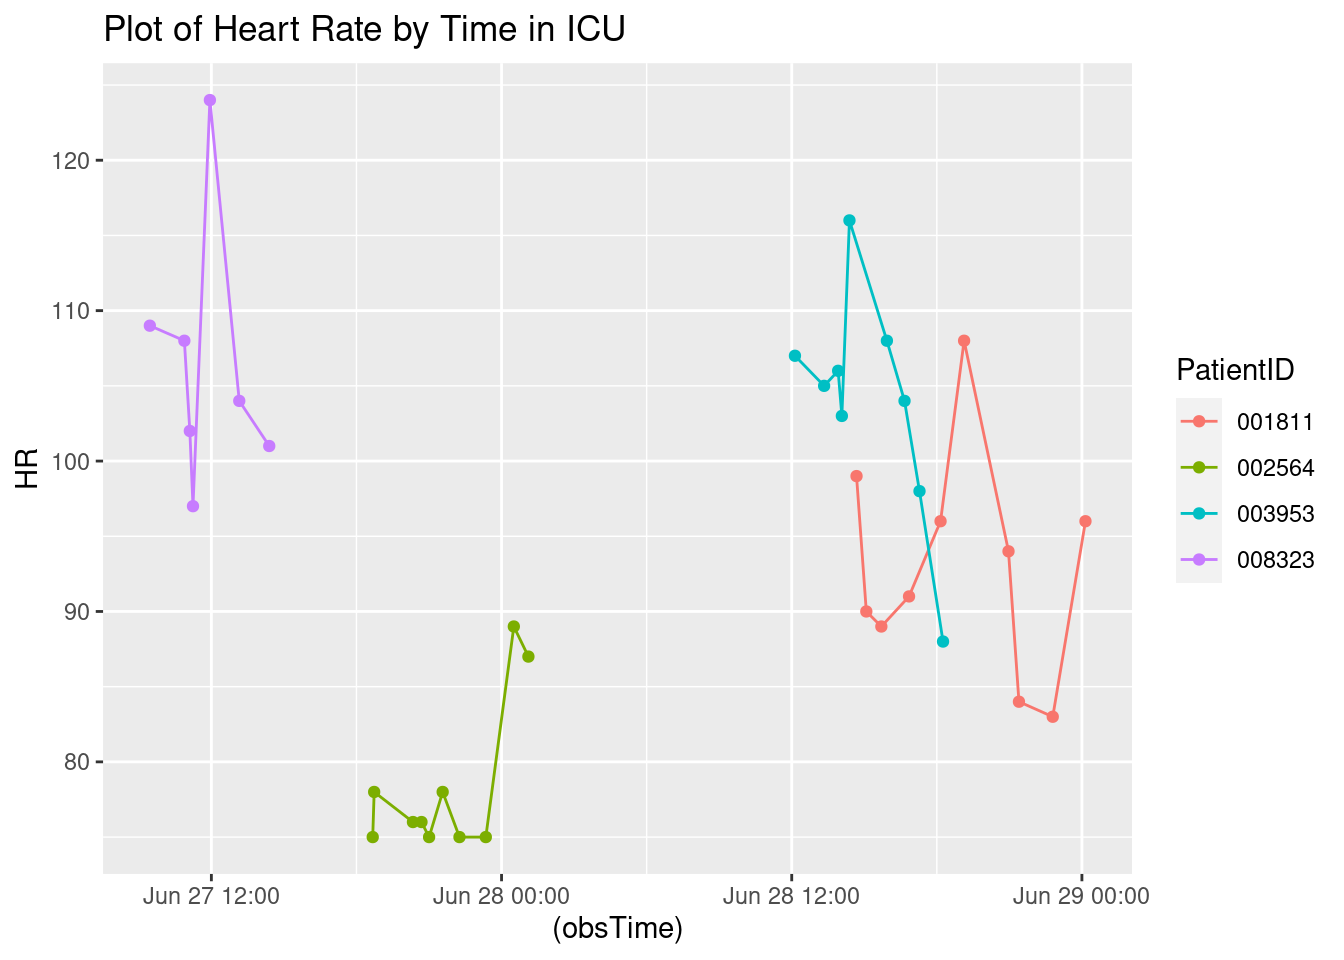 Plot of Heart Rate by Time in ICU
120
110
100
90
80
HR
Jun 27 12:00
Jun 28 00:00
Jun 28 12:00
Jun 29 00:00
(obsTime)
PatientID
001811
002564
003953
008323